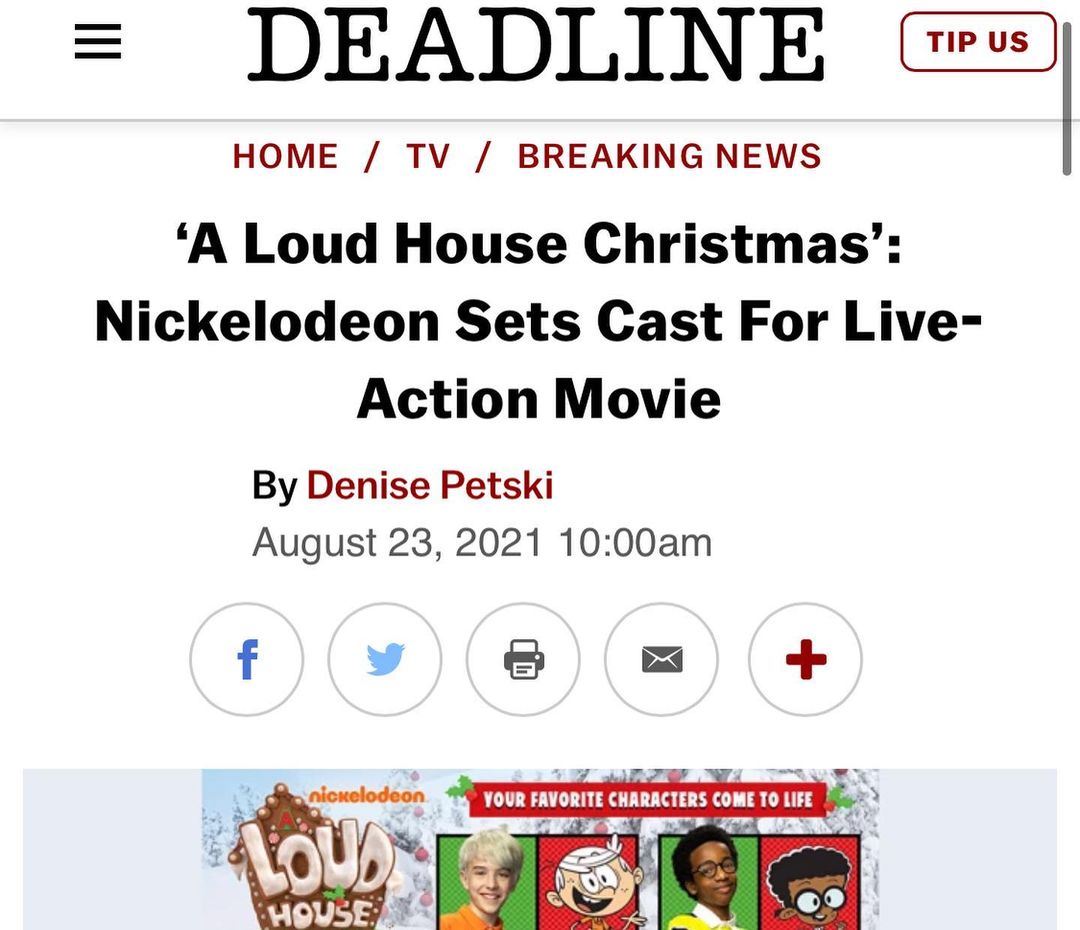 DEADLINE
TIP US
HOME / TV / BREAKING NEWS
‘A Loud House Christmas’:
Nickelodeon Sets Cast For Live-
Action Movie
By Denise Petski
August 23, 2021 10:00am
nickelodeon
YOUR FAVORITE CHARACTERS COME TO LIFE
A
LOUD
HOUSE